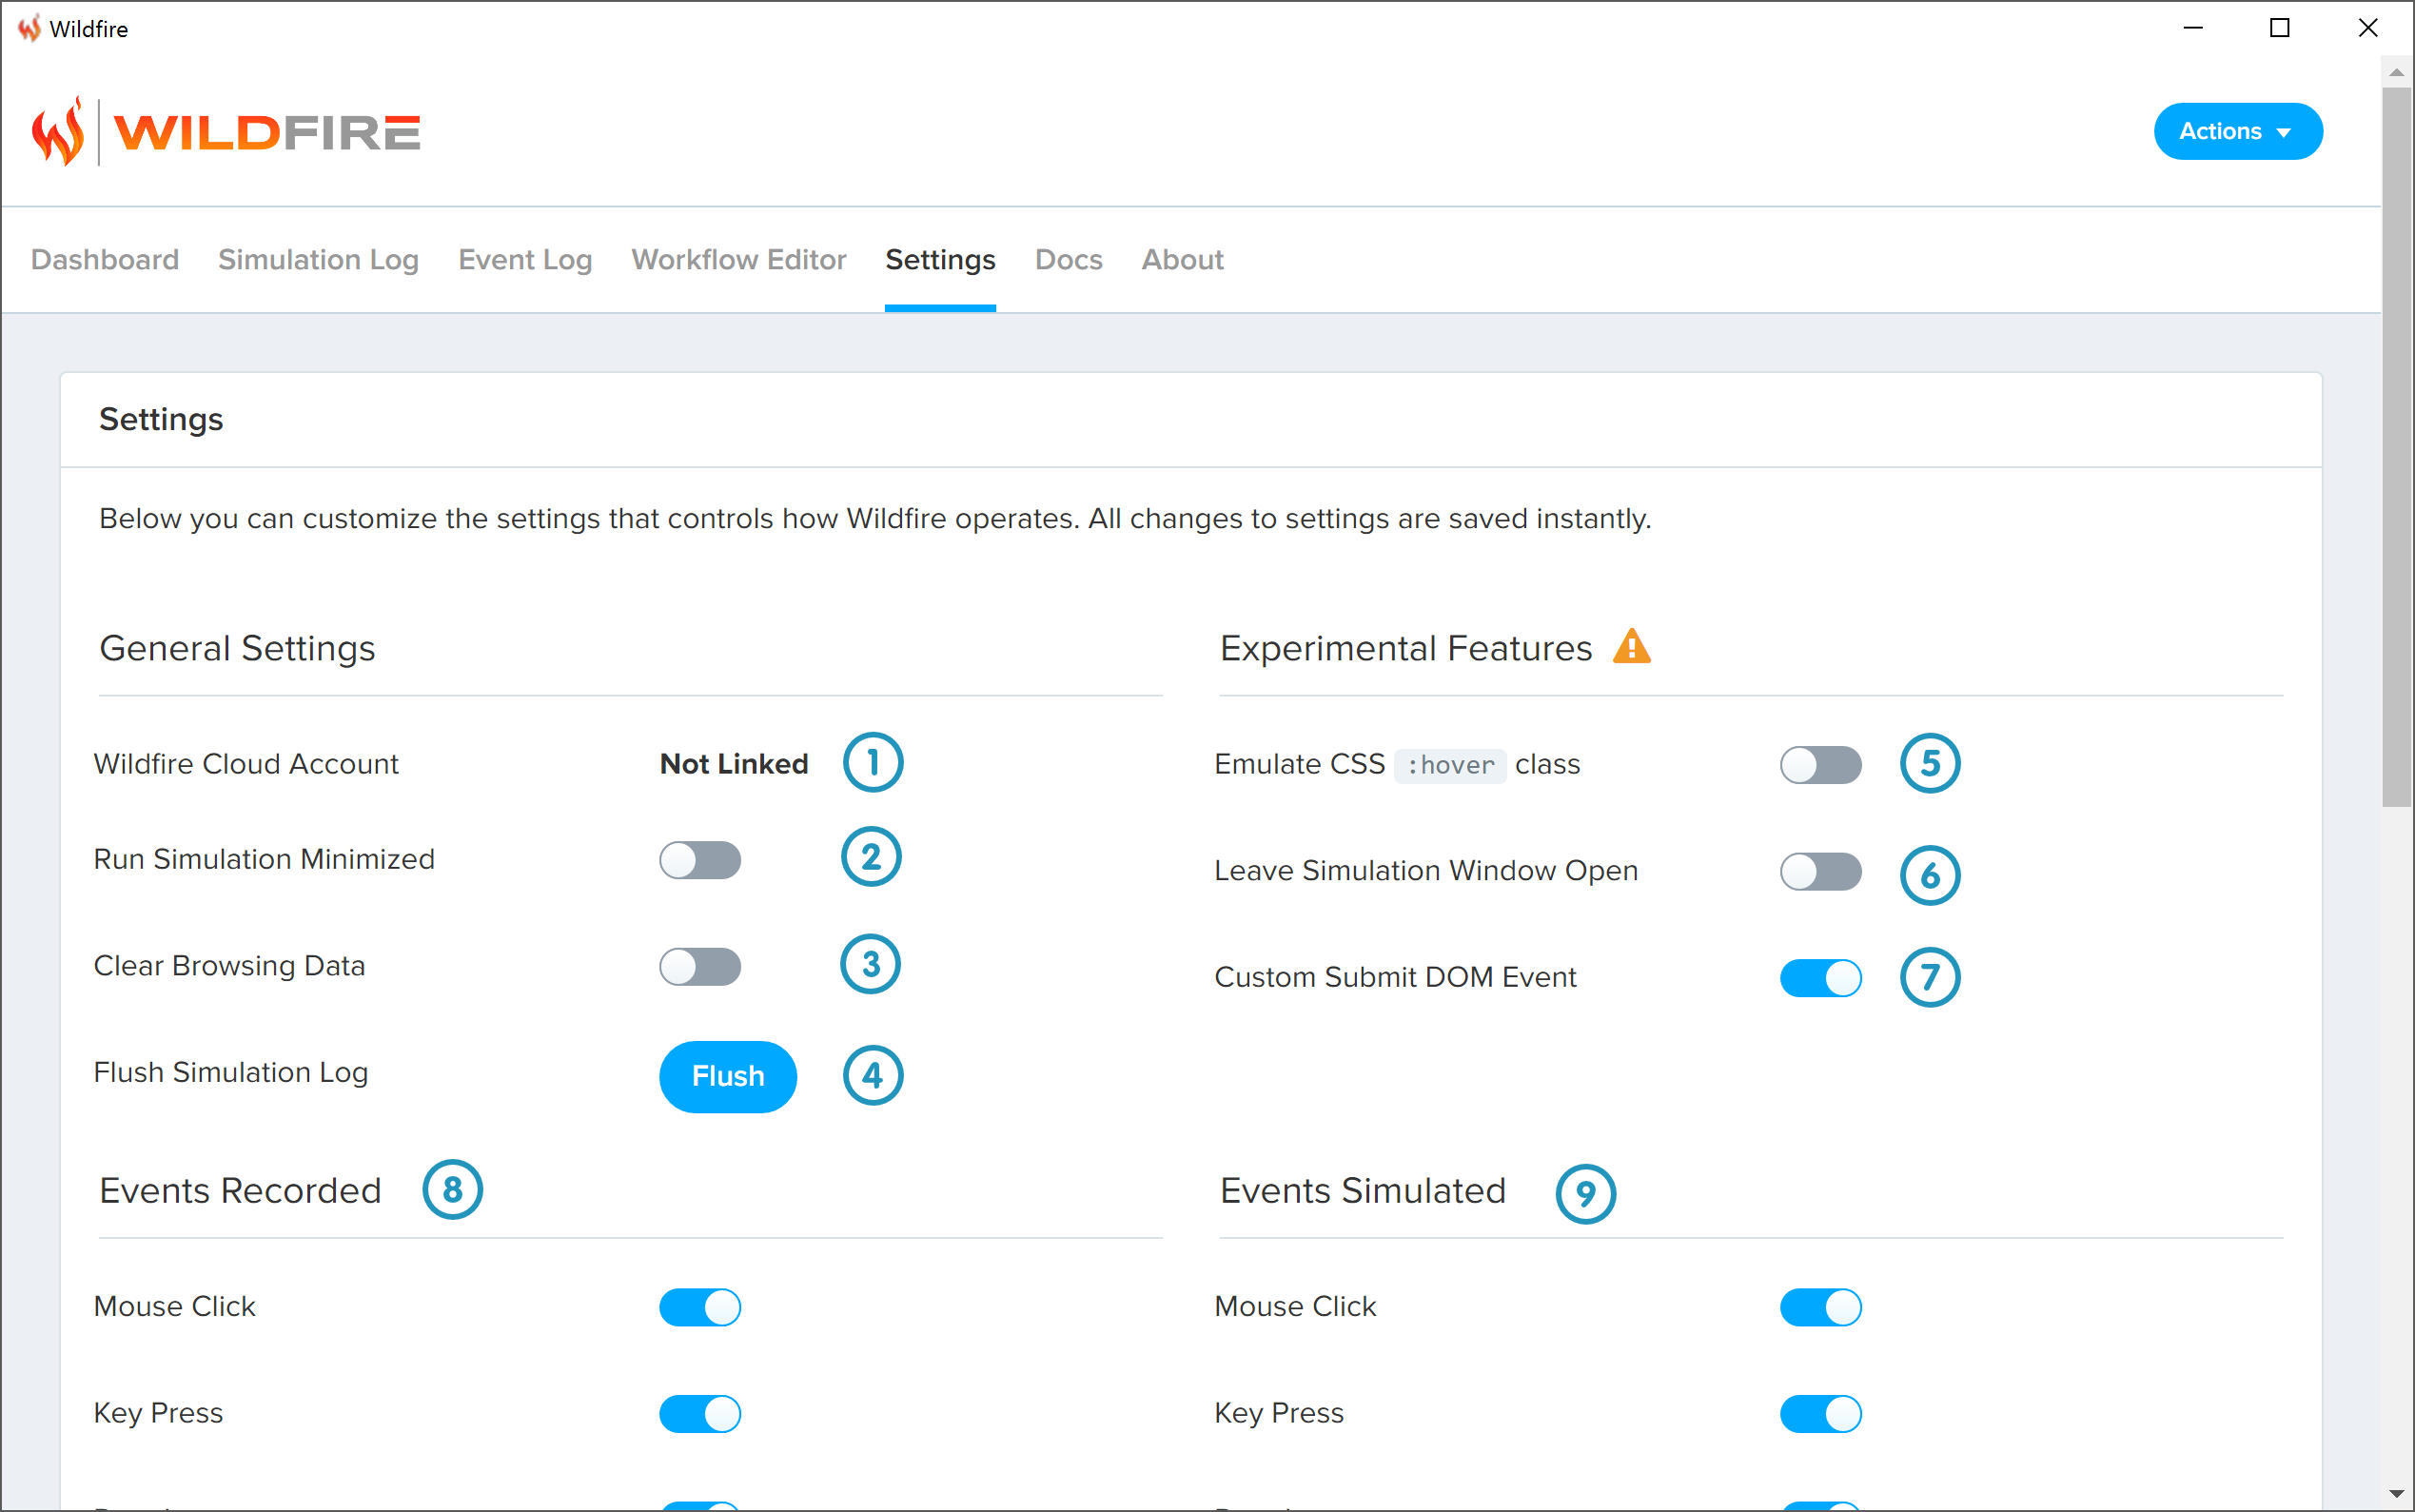 Wildfire
WILDFIRE
Actions
Dashboard Simulation Log Event Log Workflow Editor Settings Docs About
Settings
Below you can customize the settings that controls how Wildfire operates. All changes to settings are saved instantly.
General Settings
Wildfire Cloud Account Not Linked 1
Run Simulation Minimized 2
Clear Browsing Data 3
Flush Simulation Log Flush 4
Experimental Features
Emulate CSS :hover class 5
Leave Simulation Window Open 6
Custom Submit DOM Event 7
Events Recorded 8
Mouse Click
Key Press
Events Simulated 9
Mouse Click
Key Press